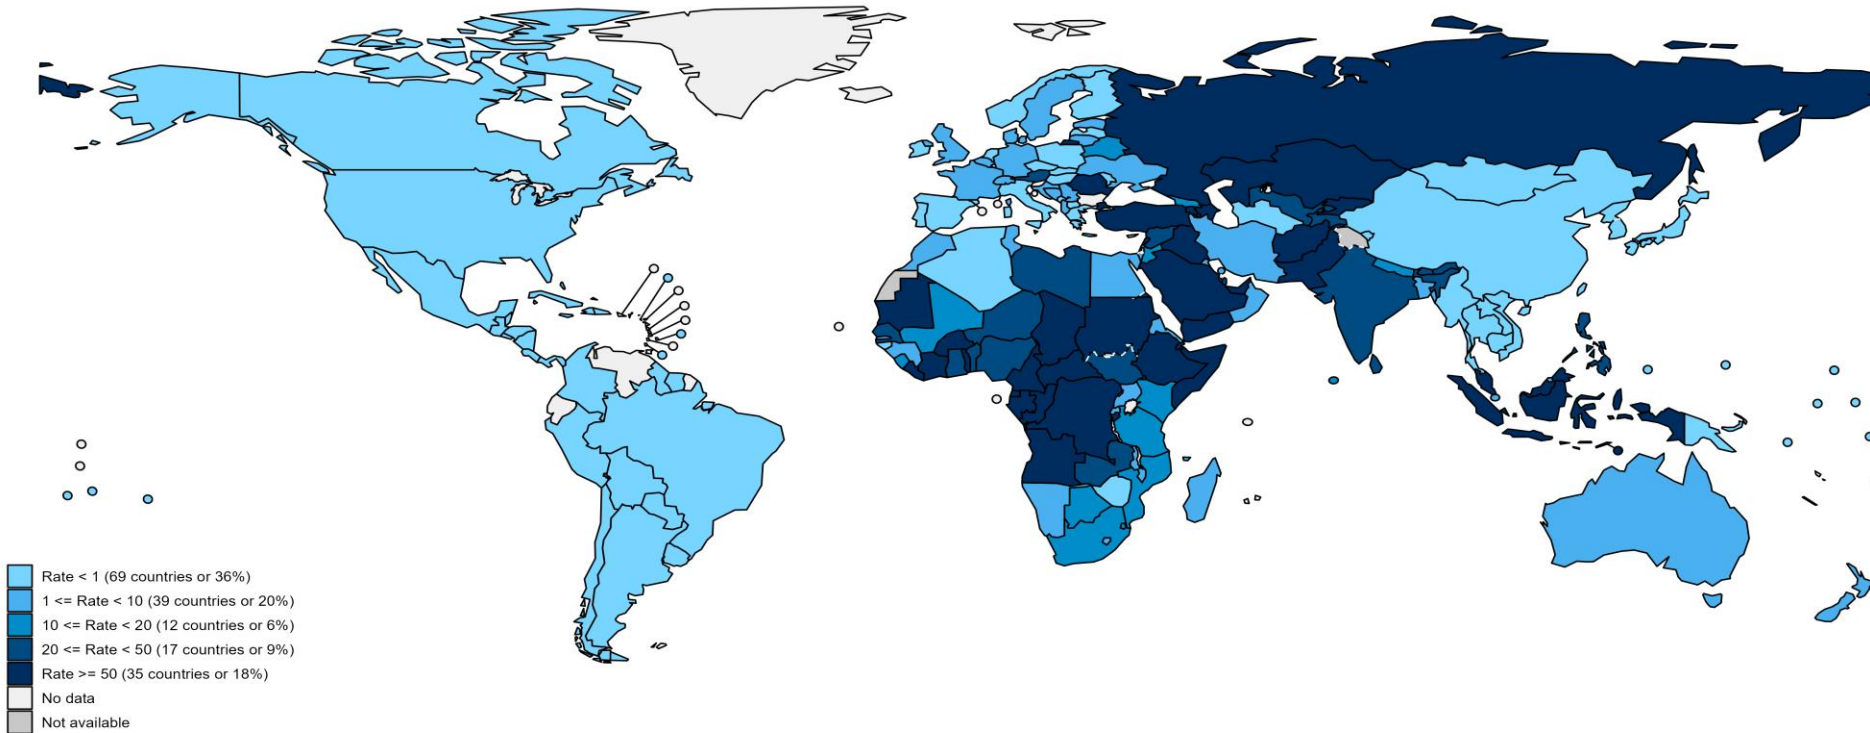 Rate < 1 (69 countries or 36%)
1 <= Rate < 10 (39 countries or 20%)
10 <= Rate < 20 (12 countries or 6%)
20 <= Rate < 50 (17 countries or 9%)
Rate >= 50 (35 countries or 18%)
No data
Not available